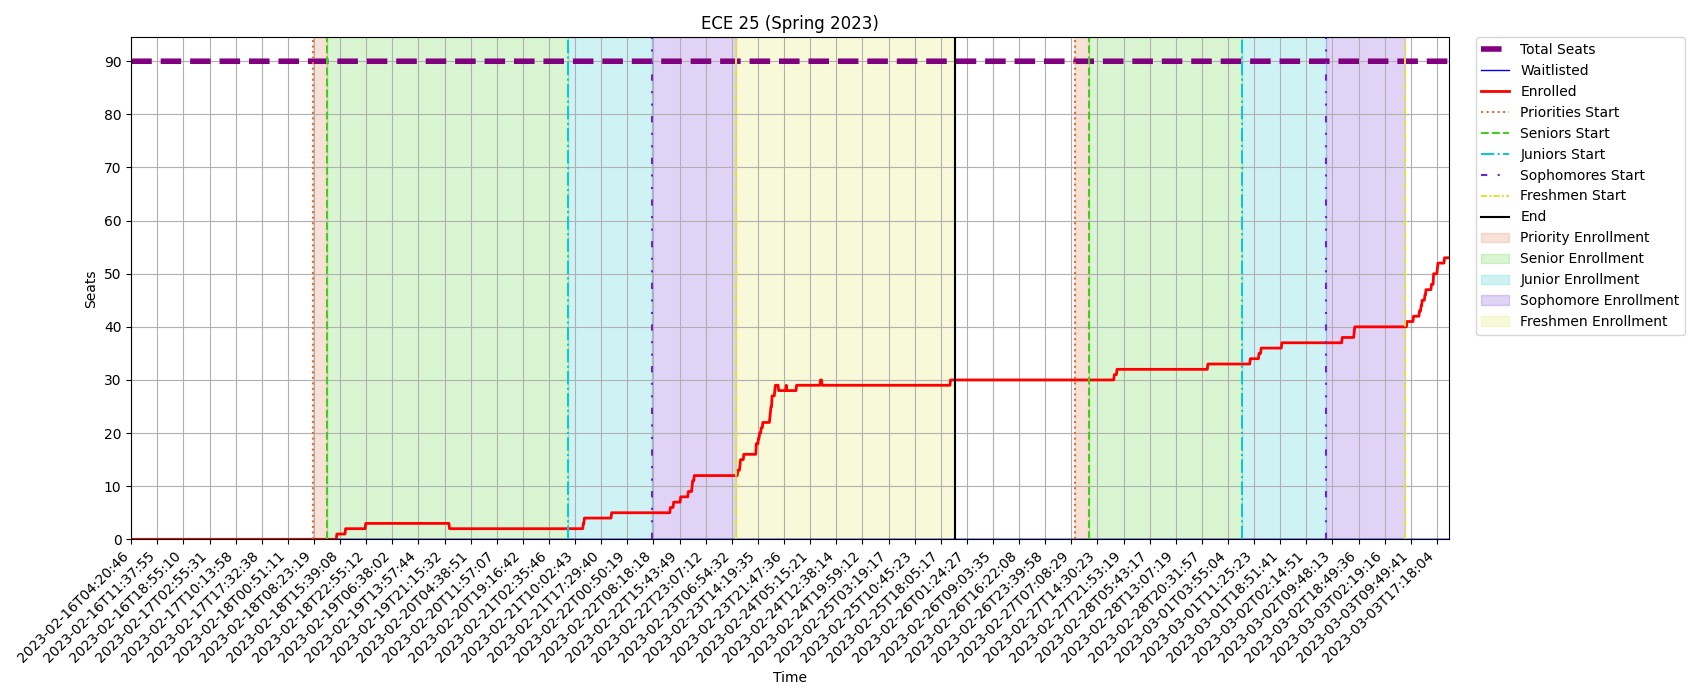 ECE 25 (Spring 2023)
Seats
90
80
70
60
50
40
30
20
10
0
2023-02-16T04:20:46
2023-02-16T11:37:55
2023-02-16T18:55:10
2023-02-17T02:55:31
2023-02-17T10:13:58
2023-02-17T17:32:38
2023-02-18T00:51:11
2023-02-18T08:23:19
2023-02-18T15:39:08
2023-02-18T22:55:12
2023-02-19T06:38:02
2023-02-19T13:57:44
2023-02-19T21:15:32
2023-02-20T04:38:51
2023-02-20T11:57:07
2023-02-20T19:16:42
2023-02-21T02:35:46
2023-02-21T10:02:43
2023-02-21T17:29:40
2023-02-22T00:50:19
2023-02-22T08:18:18
2023-02-22T15:43:49
2023-02-22T23:07:12
2023-02-23T06:54:32
2023-02-23T14:19:35
2023-02-23T21:47:36
2023-02-24T05:15:21
2023-02-24T12:38:14
2023-02-24T19:59:12
2023-02-25T03:19:17
2023-02-25T10:45:23
2023-02-25T18:05:17
2023-02-26T01:24:27
2023-02-26T09:03:35
2023-02-26T16:22:08
2023-02-26T23:39:58
2023-02-27T07:08:29
2023-02-27T14:30:23
2023-02-27T21:53:19
2023-02-28T05:43:17
2023-02-28T13:07:19
2023-02-28T20:31:57
2023-03-01T03:55:04
2023-03-01T11:25:23
2023-03-01T18:51:41
2023-03-02T02:14:51
2023-03-02T09:48:13
2023-03-02T18:49:36
2023-03-03T02:19:16
2023-03-03T09:49:41
2023-03-03T17:18:04
Time
Total Seats
Waitlisted
Enrolled
Priorities Start
Seniors Start
Juniors Start
Sophomores Start
Freshmen Start
End
Priority Enrollment
Senior Enrollment
Junior Enrollment
Sophomore Enrollment
Freshmen Enrollment